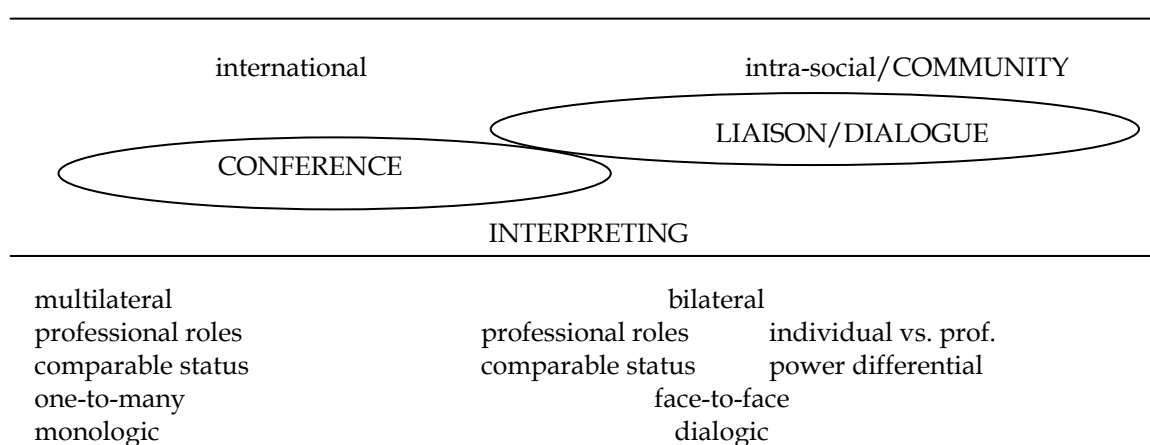 international intra-social/COMMUNITY
LIAISON/DIALOGUE
CONFERENCE
INTERPRETING
multilateral bilateral
professional roles professional roles individual vs. prof.
comparable status comparable status power differential
one-to-many face-to-face
monologic dialogic